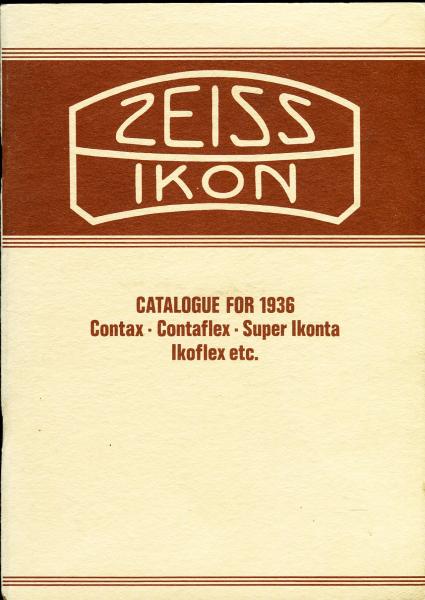 ZEISS
IKON
CATALOGUE FOR 1936
Contax · Contaflex · Super Ikonta
Ikoflex etc.